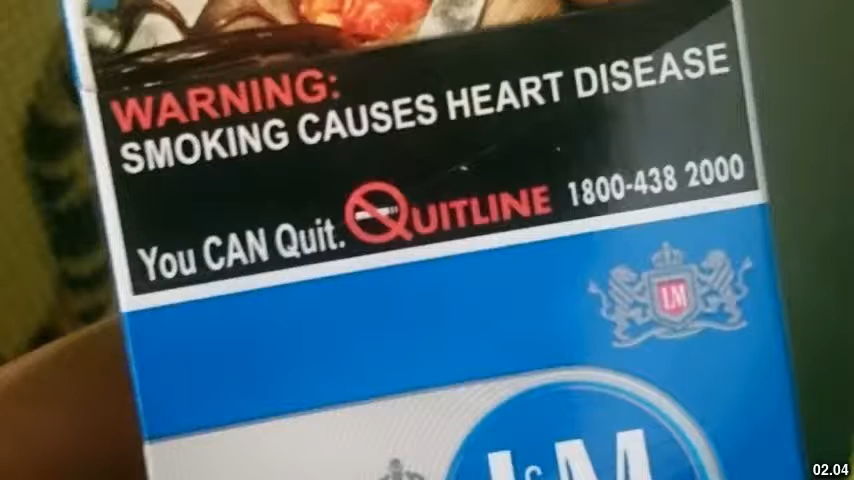 WARNING:
SMOKING CAUSES HEART DISEASE
You CAN Quit. QUITLINE 1800-438 2000
LM
L&M
02.04